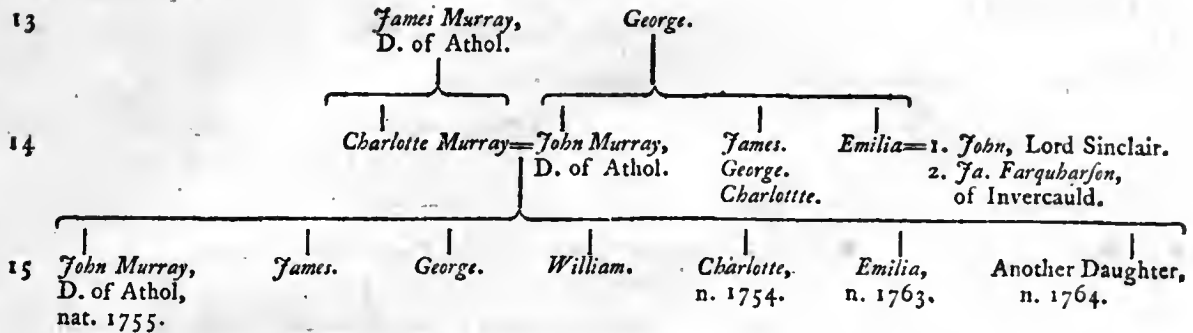 13 James Murray, George.
D. of Athol.
14 Charlotte Murray=John Murray, James. Emilia=1. John, Lord Sinclair.
D. of Athol. George. 2. Ja. Farquharſon,
Charlottte. of Invercauld.
15 John Murray, James. George. William. Charlotte, Emilia, Another Daughter,
D. of Athol, n. 1754. n. 1763. n. 1764.
nat. 1755.